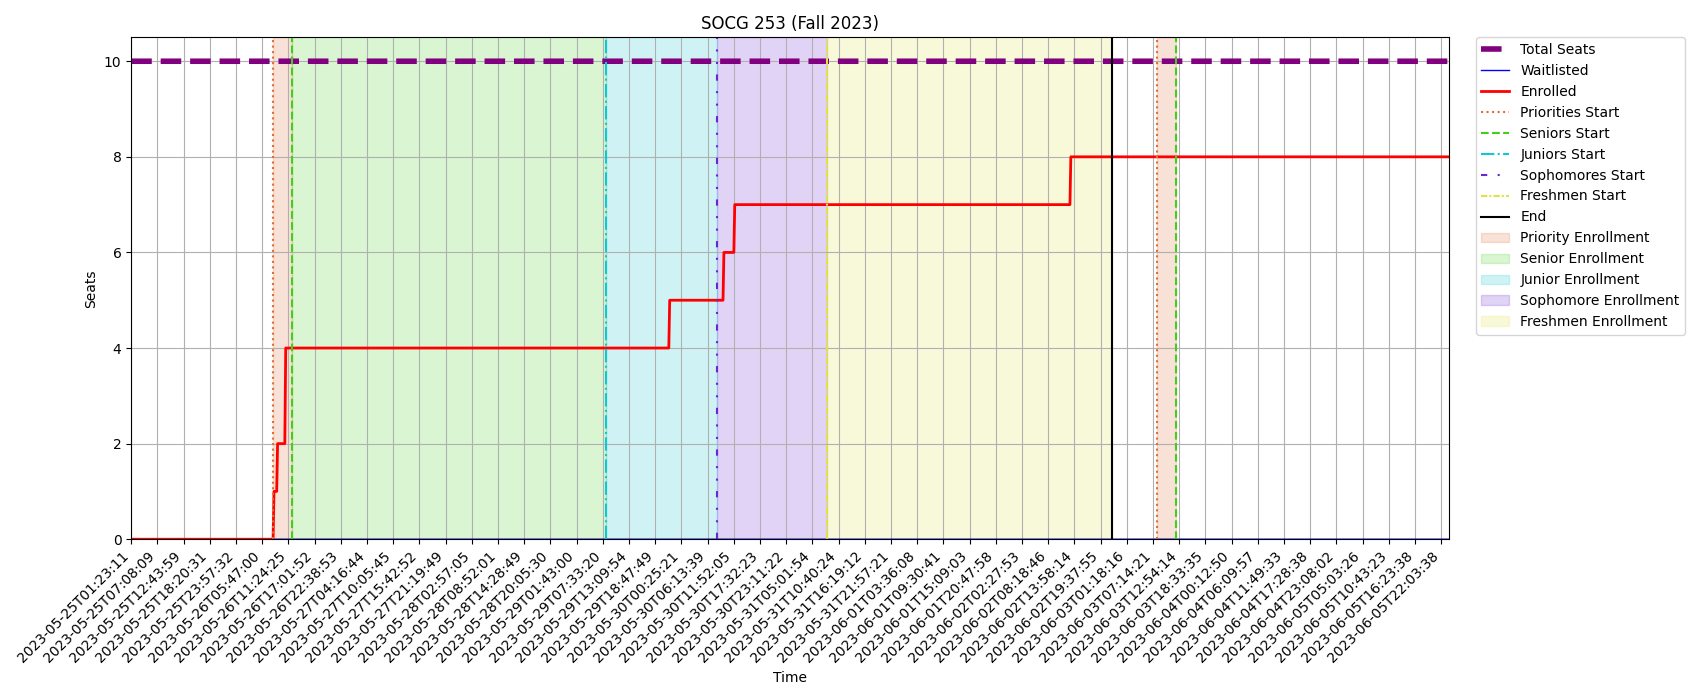 SOCG 253 (Fall 2023)
Seats
10
8
6
4
2
0
2023-05-25T01:23:11
2023-05-25T07:08:09
2023-05-25T12:43:59
2023-05-25T18:20:31
2023-05-25T23:57:32
2023-05-26T05:47:00
2023-05-26T11:24:25
2023-05-26T17:01:52
2023-05-26T22:38:53
2023-05-27T04:16:44
2023-05-27T10:05:45
2023-05-27T15:42:52
2023-05-27T21:19:49
2023-05-28T02:57:05
2023-05-28T08:52:01
2023-05-28T14:28:49
2023-05-28T20:05:30
2023-05-29T01:43:00
2023-05-29T07:33:20
2023-05-29T13:09:54
2023-05-29T18:47:49
2023-05-30T00:25:21
2023-05-30T06:13:39
2023-05-30T11:52:05
2023-05-30T17:32:23
2023-05-30T23:11:22
2023-05-31T05:01:54
2023-05-31T10:40:24
2023-05-31T16:19:12
2023-05-31T21:57:21
2023-06-01T03:36:08
2023-06-01T09:30:41
2023-06-01T15:09:03
2023-06-01T20:47:58
2023-06-02T02:27:53
2023-06-02T08:18:46
2023-06-02T13:58:14
2023-06-02T19:37:55
2023-06-03T01:18:16
2023-06-03T07:14:21
2023-06-03T12:54:14
2023-06-03T18:33:35
2023-06-04T00:12:50
2023-06-04T06:09:57
2023-06-04T11:49:33
2023-06-04T17:28:38
2023-06-04T23:08:02
2023-06-05T05:03:26
2023-06-05T10:43:23
2023-06-05T16:23:38
2023-06-05T22:03:38
Time
Total Seats
Waitlisted
Enrolled
Priorities Start
Seniors Start
Juniors Start
Sophomores Start
Freshmen Start
End
Priority Enrollment
Senior Enrollment
Junior Enrollment
Sophomore Enrollment
Freshmen Enrollment